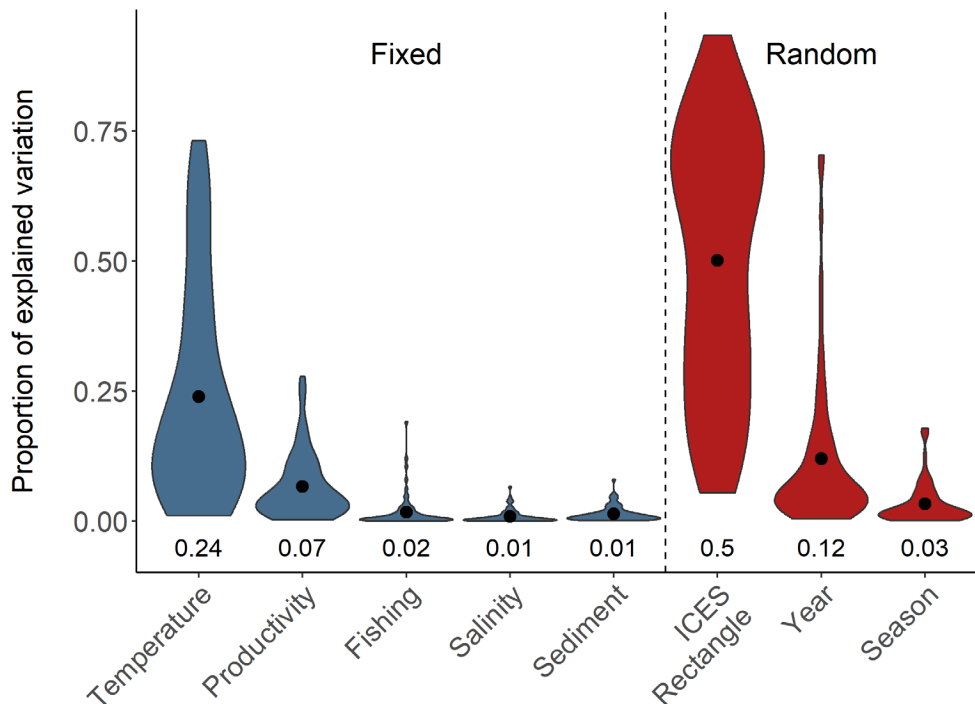 Fixed
Random
Proportion of explained variation
0.75
0.50
0.25
0.00
0.24
0.07
0.02
0.01
0.01
0.5
0.12
0.03
Temperature
Productivity
Fishing
Salinity
Sediment
ICES
Rectangle
Year
Season